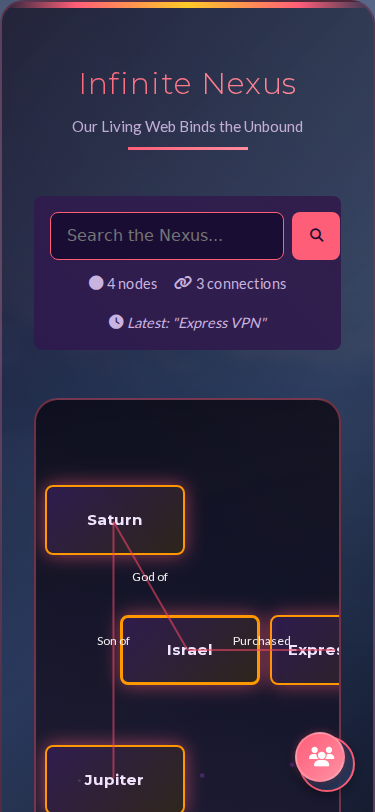 Infinite Nexus
Our Living Web Binds the Unbound
Search the Nexus...
4 nodes 3 connections
Latest: "Express VPN"
Saturn
God of
Son of
Purchased
Israel
Expres
Jupiter